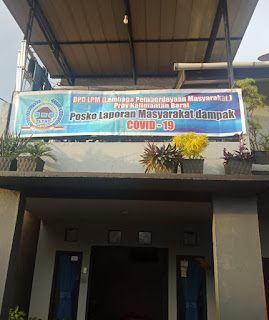 DPD LPM (Lembaga Pemberdayaan Masyarakat)
Prov Kalimantan Barat
Posko Laporan Masyarakat dampak
COVID - 19